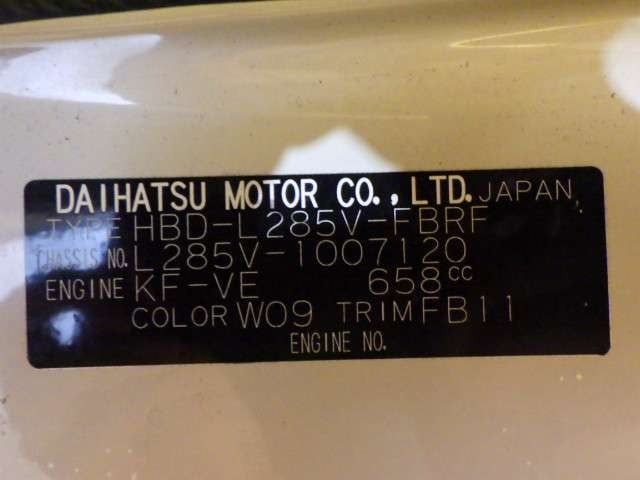 DAIHATSU MOTOR CO., LTD. JAPAN
TYPE HBD-L285V-FBRF
CHASSIS NO. L285V-1007120
ENGINE KF-VE 658cc
COLOR W09 TRIM FB11
ENGINE NO.